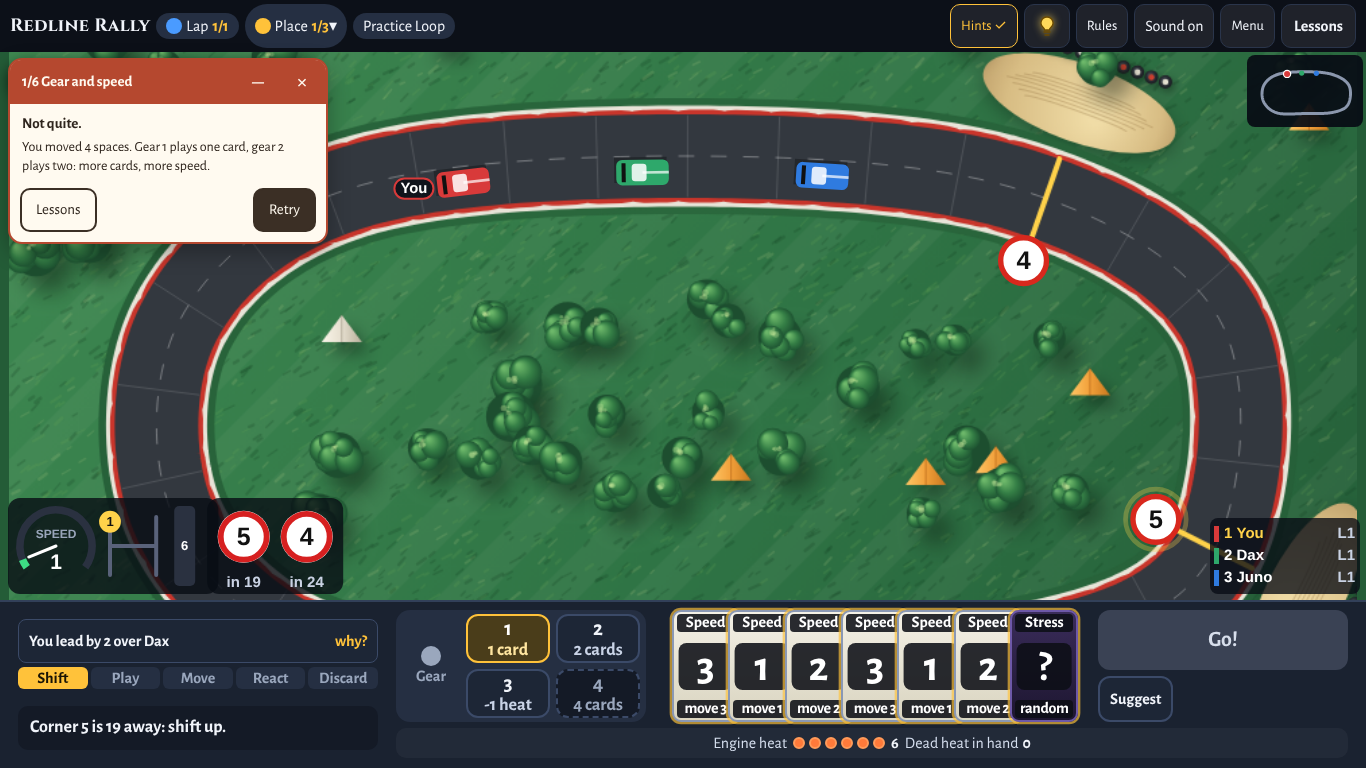 REDLINE RALLY
Lap 1/1
Place 1/3▾
Practice Loop
Hints ✓
Rules
Sound on
Menu
Lessons
1/6 Gear and speed
— ×
Not quite.
You moved 4 spaces. Gear 1 plays one card, gear 2
plays two: more cards, more speed.
Lessons
Retry
You
4
5
SPEED
1
1
6
5
in 19
4
in 24
1 You L1
2 Dax L1
3 Juno L1
You lead by 2 over Dax
why?
Shift
Play
Move
React
Discard
Corner 5 is 19 away: shift up.
Gear
1
1 card
2
2 cards
3
-1 heat
4
4 cards
Speed
3
move 3
Speed
1
move 1
Speed
2
move 2
Speed
3
move 3
Speed
1
move 1
Speed
2
move 2
Stress
?
random
Go!
Suggest
Engine heat 6 Dead heat in hand 0